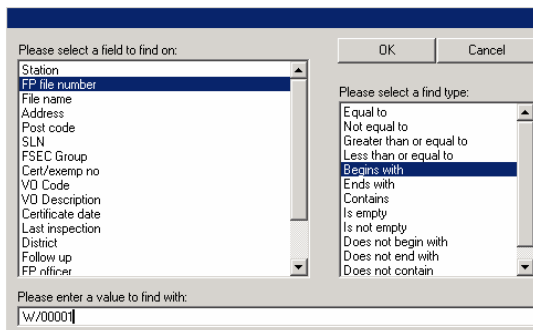 Please select a field to find on:
OK
Cancel
Station
FP file number
File name
Address
Post code
SLN
FSEC Group
Cert/exemp no
VO Code
VO Description
Certificate date
Last inspection
District
Follow up
FP officer
Please select a find type:
Equal to
Not equal to
Greater than or equal to
Less than or equal to
Begins with
Ends with
Contains
Is empty
Is not empty
Does not begin with
Does not end with
Does not contain
Please enter a value to find with:
W/00001